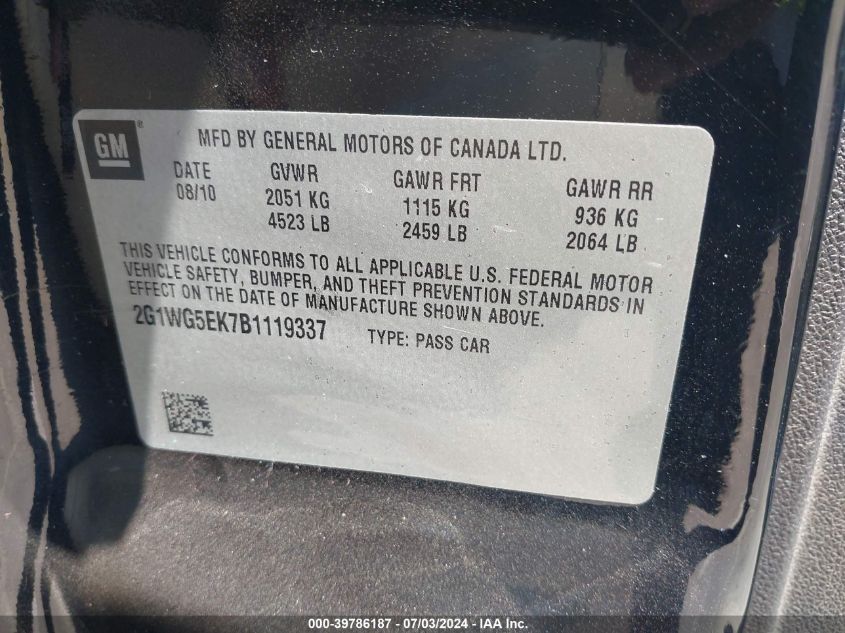 GM ®
MFD BY GENERAL MOTORS OF CANADA LTD.
DATE GVWR GAWR FRT GAWR RR
08/10 2051 KG 1115 KG 936 KG
4523 LB 2459 LB 2064 LB
THIS VEHICLE CONFORMS TO ALL APPLICABLE U.S. FEDERAL MOTOR
VEHICLE SAFETY, BUMPER, AND THEFT PREVENTION STANDARDS IN
EFFECT ON THE DATE OF MANUFACTURE SHOWN ABOVE.
2G1WG5EK7B1119337 TYPE: PASS CAR
000-39786187 - 07/03/2024 - IAA Inc.